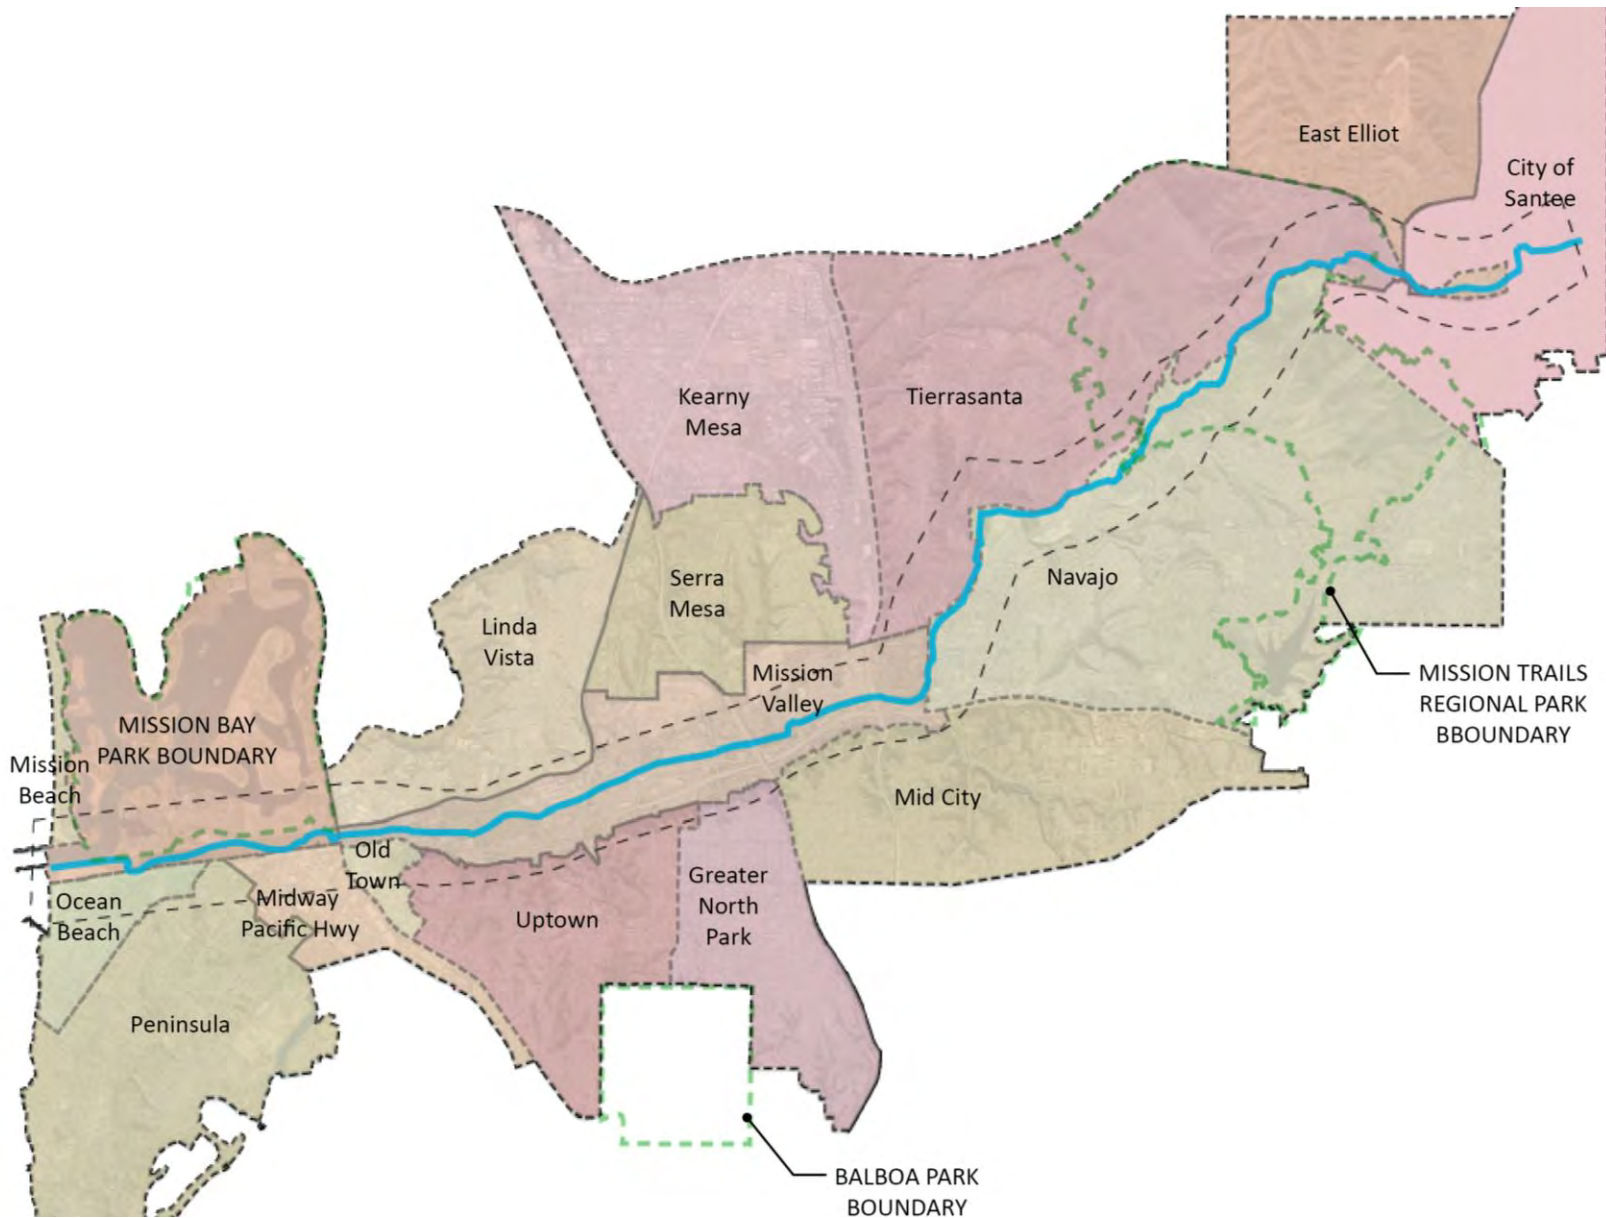 East Elliot
City of
Santee
Kearny
Mesa
Tierrasanta
Serra
Mesa
Navajo
Linda
Vista
Mission
Valley
MISSION TRAILS
REGIONAL PARK
BBOUNDARY
MISSION BAY
PARK BOUNDARY
Mission
Beach
Mid City
Old
Town
Greater
North
Park
Ocean
Beach
Midway
Pacific Hwy
Uptown
Peninsula
BALBOA PARK
BOUNDARY